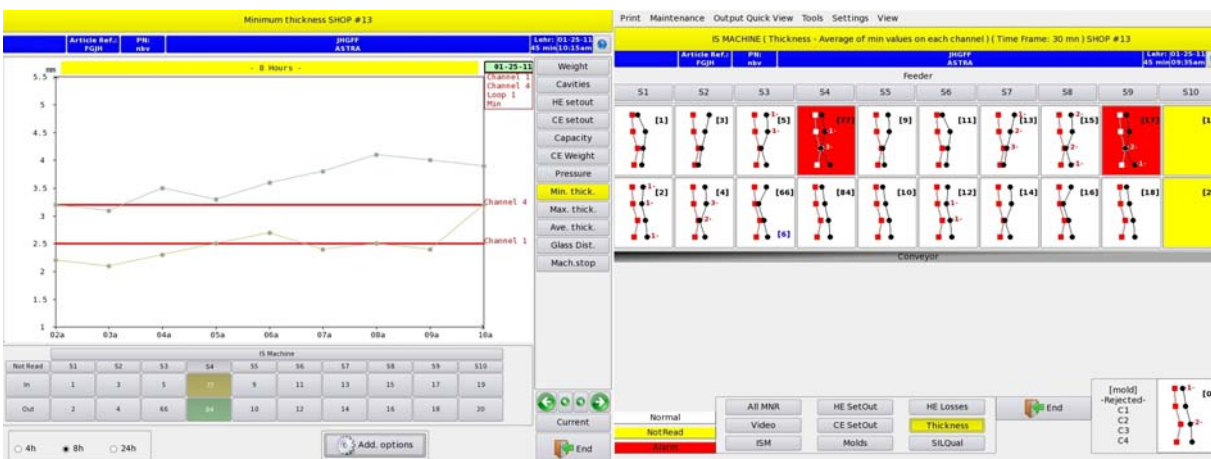 Minimum thickness SHOP #13
Article Ref.: PN: JHGFF Lehr: 01-25-11
FGJH nbv ASTRA 45 min 10:15am
mm - 8 Hours - 01-25-11
Channel 1
Channel 4
Loop 1
Min
5.5
5
4.5
4
3.5
3
2.5
2
1.5
1
Channel 4
Channel 1
02a 03a 04a 05a 06a 07a 08a 09a 10a
IS Machine
Not Read S1 S2 S3 S4 S5 S6 S7 S8 S9 S10
In 1 3 5 77 9 11 13 15 17 19
Out 2 4 66 84 10 12 14 16 18 20
4h 8h 24h Add. options
Weight
Cavities
HE setout
CE setout
Capacity
CE Weight
Pressure
Min. thick.
Max. thick.
Ave. thick.
Glass Dist.
Mach.stop
Current
End
Print Maintenance Output Quick View Tools Settings View
IS MACHINE ( Thickness - Average of min values on each channel ) ( Time Frame: 30 mn ) SHOP #13
Article Ref.: PN: JHGFF Lehr: 01-25-11
FGJH nbv ASTRA 45 min 09:35am
Feeder
S1 S2 S3 S4 S5 S6 S7 S8 S9 S10
[1] [3] [5] [77] [9] [11] [13] [15] [17]
[2] [4] [66] [84] [10] [12] [14] [16] [18]
[6]
Conveyor
Normal
NotRead
Alarm
All MNR HE SetOut HE Losses
Video CE SetOut Thickness
ISM Molds SILQual
End
[mold]
-Rejected-
C1
C2
C3
C4